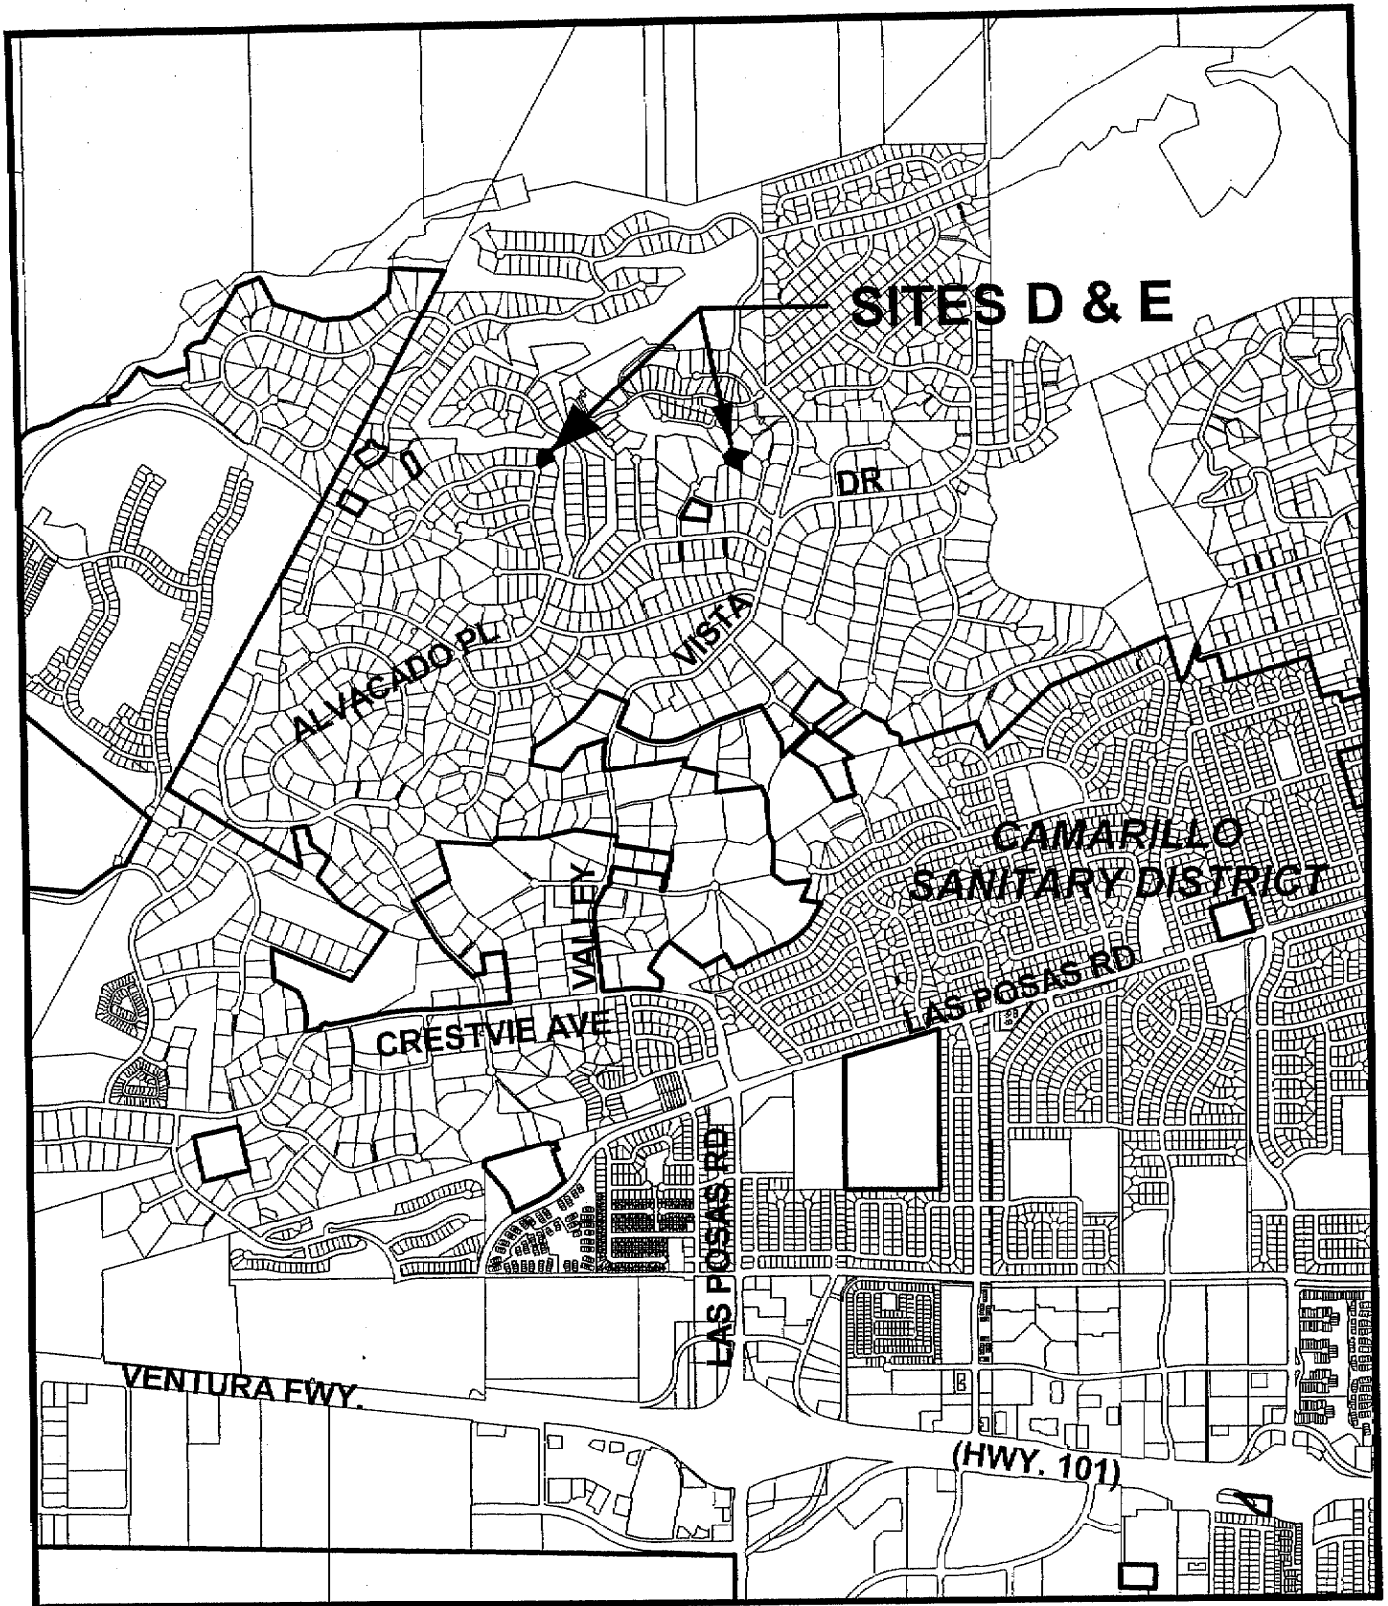 SITES D & E
DR
VISTA
ALVACADO PL
CAMARILLO
SANITARY DISTRICT
VALLEY
LAS POSAS RD
CRESTVIE AVE
LAS POSAS RD
VENTURA FWY.
(HWY. 101)